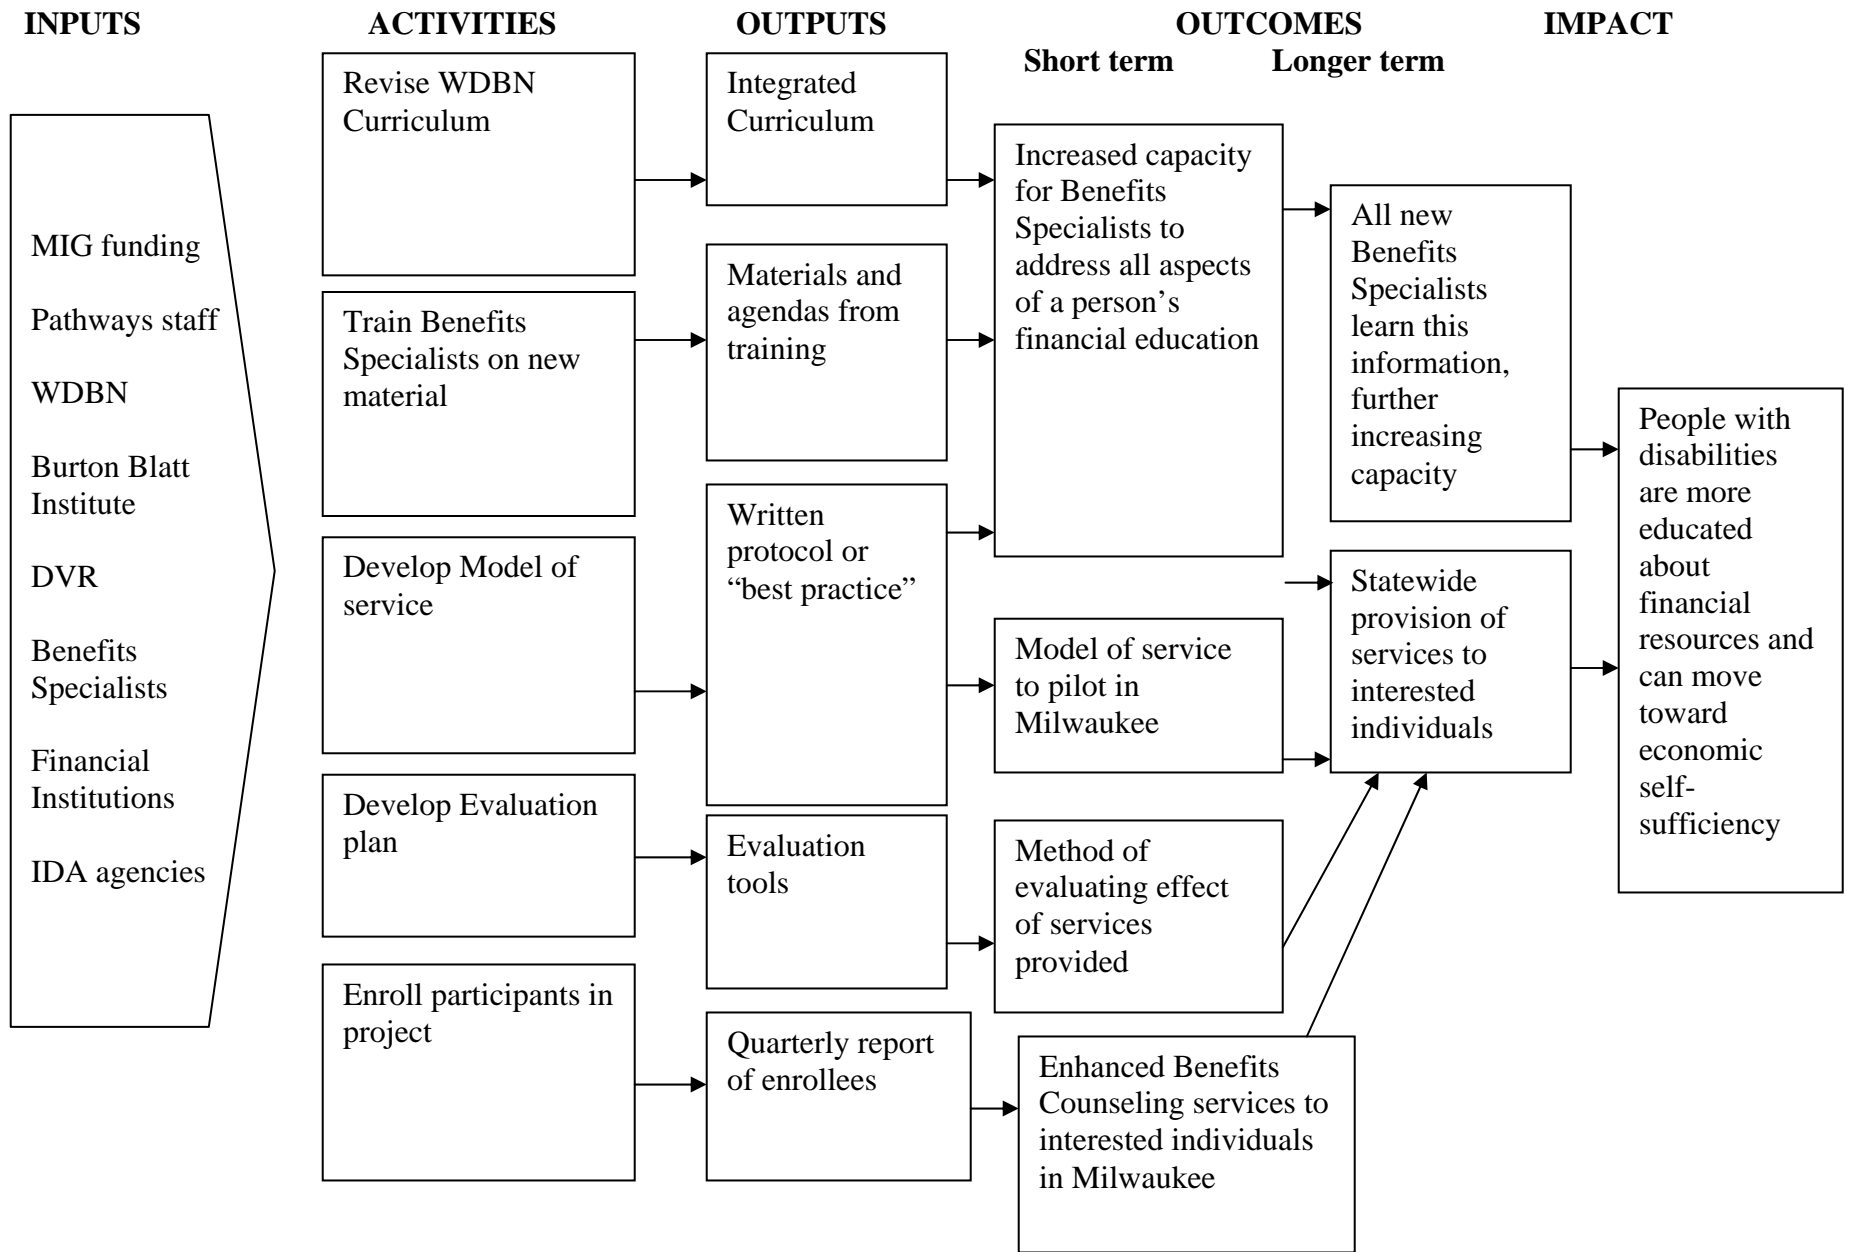 INPUTS
ACTIVITIES
OUTPUTS
OUTCOMES
IMPACT
Short term
Longer term
MIG funding
Pathways staff
WDBN
Burton Blatt
Institute
DVR
Benefits
Specialists
Financial
Institutions
IDA agencies
Revise WDBN
Curriculum
Train Benefits
Specialists on new
material
Develop Model of
service
Develop Evaluation
plan
Enroll participants in
project
Integrated
Curriculum
Materials and
agendas from
training
Written
protocol or
“best practice”
Evaluation
tools
Quarterly report
of enrollees
Increased capacity
for Benefits
Specialists to
address all aspects
of a person’s
financial education
Model of service
to pilot in
Milwaukee
Method of
evaluating effect
of services
provided
Enhanced Benefits
Counseling services to
interested individuals
in Milwaukee
All new
Benefits
Specialists
learn this
information,
further
increasing
capacity
Statewide
provision of
services to
interested
individuals
People with
disabilities
are more
educated
about
financial
resources and
can move
toward
economic
self-
sufficiency